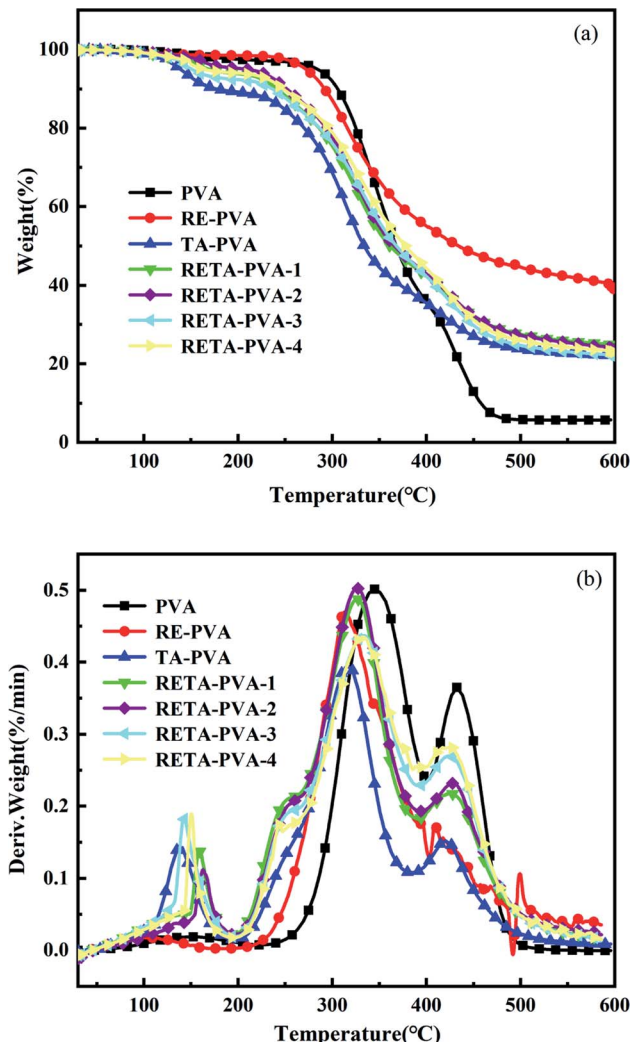 (a)
100
80
60
40
20
0
Weight(%)
PVA
RE-PVA
TA-PVA
RETA-PVA-1
RETA-PVA-2
RETA-PVA-3
RETA-PVA-4
100 200 300 400 500 600
Temperature(°C)
(b)
0.5
0.4
0.3
0.2
0.1
0.0
Deriv.Weight(%/min)
PVA
RE-PVA
TA-PVA
RETA-PVA-1
RETA-PVA-2
RETA-PVA-3
RETA-PVA-4
100 200 300 400 500 600
Temperature(°C)